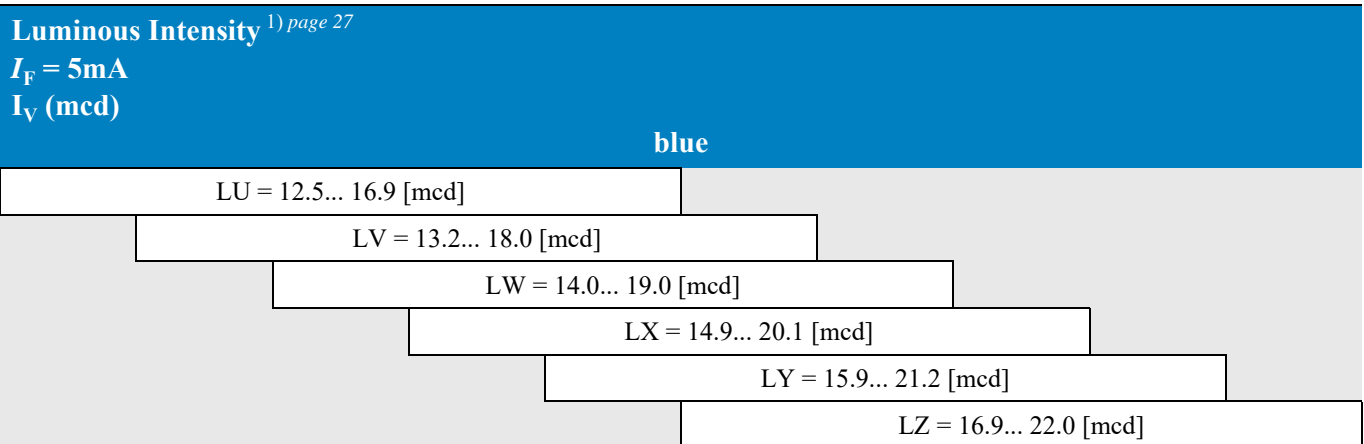 Luminous Intensity 1) page 27
IF = 5mA
IV (mcd)
blue
LU = 12.5... 16.9 [mcd]
LV = 13.2... 18.0 [mcd]
LW = 14.0... 19.0 [mcd]
LX = 14.9... 20.1 [mcd]
LY = 15.9... 21.2 [mcd]
LZ = 16.9... 22.0 [mcd]